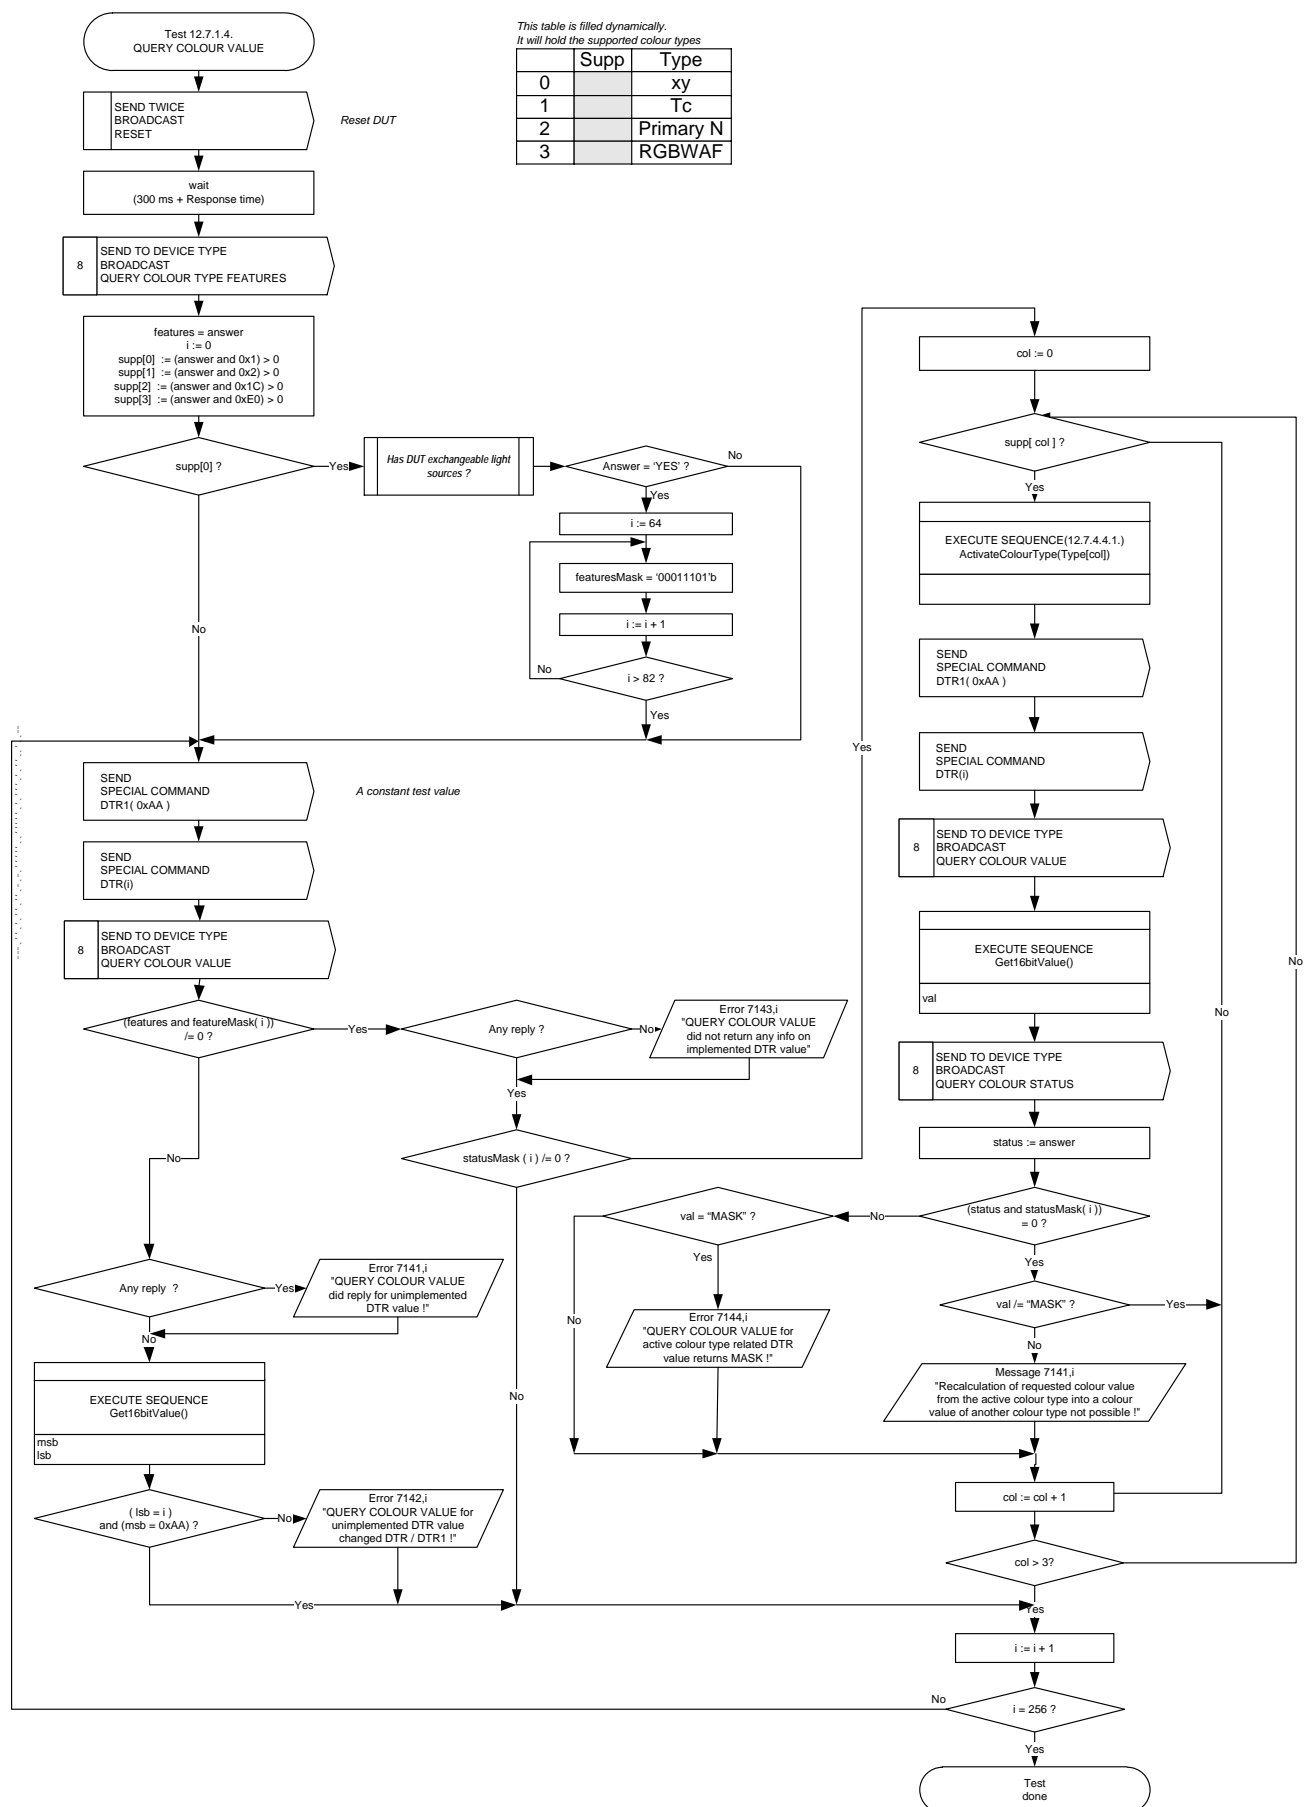 Test 12.7.1.4.
QUERY COLOUR VALUE
This table is filled dynamically.
It will hold the supported colour types
Supp Type
0 xy
1 Tc
2 Primary N
3 RGBWAF
SEND TWICE
BROADCAST
RESET
Reset DUT
wait
(300 ms + Response time)
8
SEND TO DEVICE TYPE
BROADCAST
QUERY COLOUR TYPE FEATURES
features = answer
i := 0
supp[0] := (answer and 0x1) > 0
supp[1] := (answer and 0x2) > 0
supp[2] := (answer and 0x1C) > 0
supp[3] := (answer and 0xE0) > 0
supp[0] ?
Yes
Has DUT exchangeable light
sources ?
Answer = 'YES' ?
No
Yes
i := 64
featuresMask = '00011101'b
i := i + 1
i > 82 ?
No
Yes
No
SEND
SPECIAL COMMAND
DTR1( 0xAA )
A constant test value
SEND
SPECIAL COMMAND
DTR(i)
8
SEND TO DEVICE TYPE
BROADCAST
QUERY COLOUR VALUE
(features and featureMask( i ))
/= 0 ?
Yes
Any reply ?
No
Error 7143,i
"QUERY COLOUR VALUE
did not return any info on
implemented DTR value"
Yes
statusMask ( i ) /= 0 ?
Yes
No
No
Any reply ?
Yes
Error 7141,i
"QUERY COLOUR VALUE
did reply for unimplemented
DTR value !"
No
EXECUTE SEQUENCE
Get16bitValue()
msb
lsb
( lsb = i )
and (msb = 0xAA) ?
No
Error 7142,i
"QUERY COLOUR VALUE for
unimplemented DTR value
changed DTR / DTR1 !"
Yes
col := 0
supp[ col ] ?
No
Yes
EXECUTE SEQUENCE(12.7.4.4.1.)
ActivateColourType(Type[col])
SEND
SPECIAL COMMAND
DTR1( 0xAA )
SEND
SPECIAL COMMAND
DTR(i)
8
SEND TO DEVICE TYPE
BROADCAST
QUERY COLOUR VALUE
EXECUTE SEQUENCE
Get16bitValue()
val
8
SEND TO DEVICE TYPE
BROADCAST
QUERY COLOUR STATUS
status := answer
(status and statusMask( i ))
= 0 ?
No
val = “MASK” ?
No
Yes
Error 7144,i
"QUERY COLOUR VALUE for
active colour type related DTR
value returns MASK !"
Yes
val /= “MASK” ?
Yes
No
Message 7141,i
"Recalculation of requested colour value
from the active colour type into a colour
value of another colour type not possible !"
col := col + 1
col > 3?
No
Yes
i := i + 1
i = 256 ?
No
Yes
Test
done